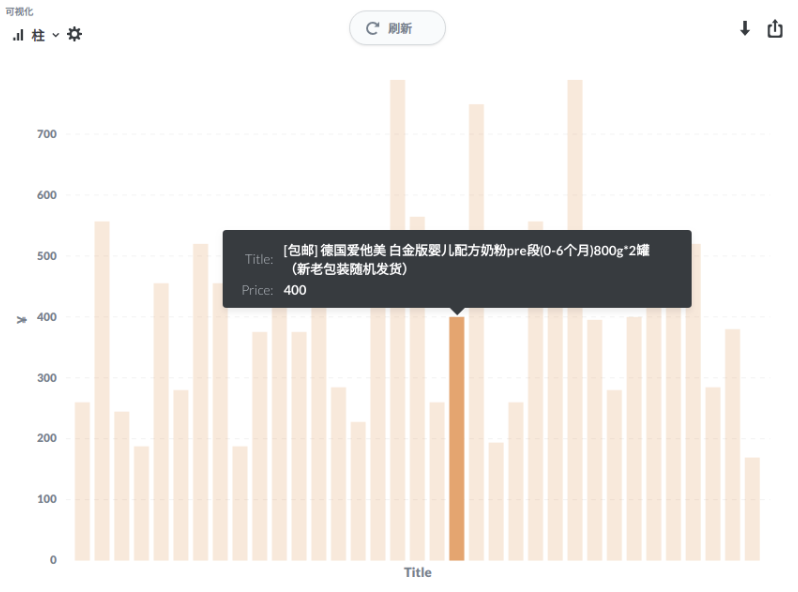 可视化
柱
刷新
700
600
500
400
300
200
100
0
Title:
[包邮] 德国爱他美 白金版婴儿配方奶粉pre段(0-6个月)800g*2罐
（新老包装随机发货）
Price: 400
Title